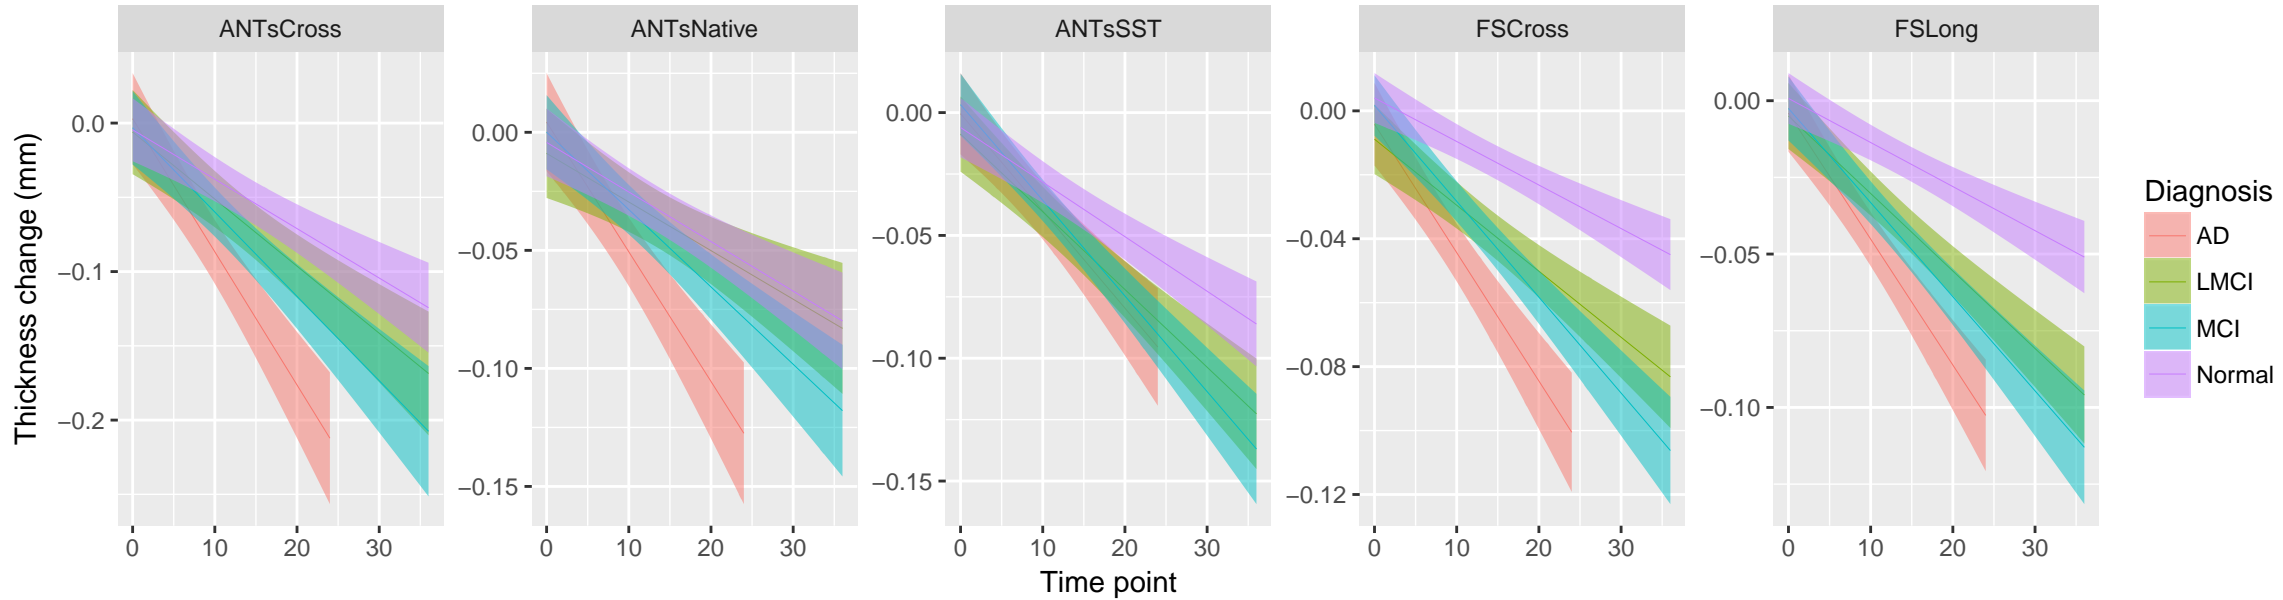 ANTsCross
ANTsNative
ANTsSST
FSCross
FSLong
Thickness change (mm)
0.0
−0.1
−0.2
0 10 20 30
0.00
−0.05
−0.10
−0.15
0 10 20 30
0.00
−0.05
−0.10
−0.15
0 10 20 30
0.00
−0.04
−0.08
−0.12
0 10 20 30
0.00
−0.05
−0.10
0 10 20 30
Time point
Diagnosis
AD
LMCI
MCI
Normal